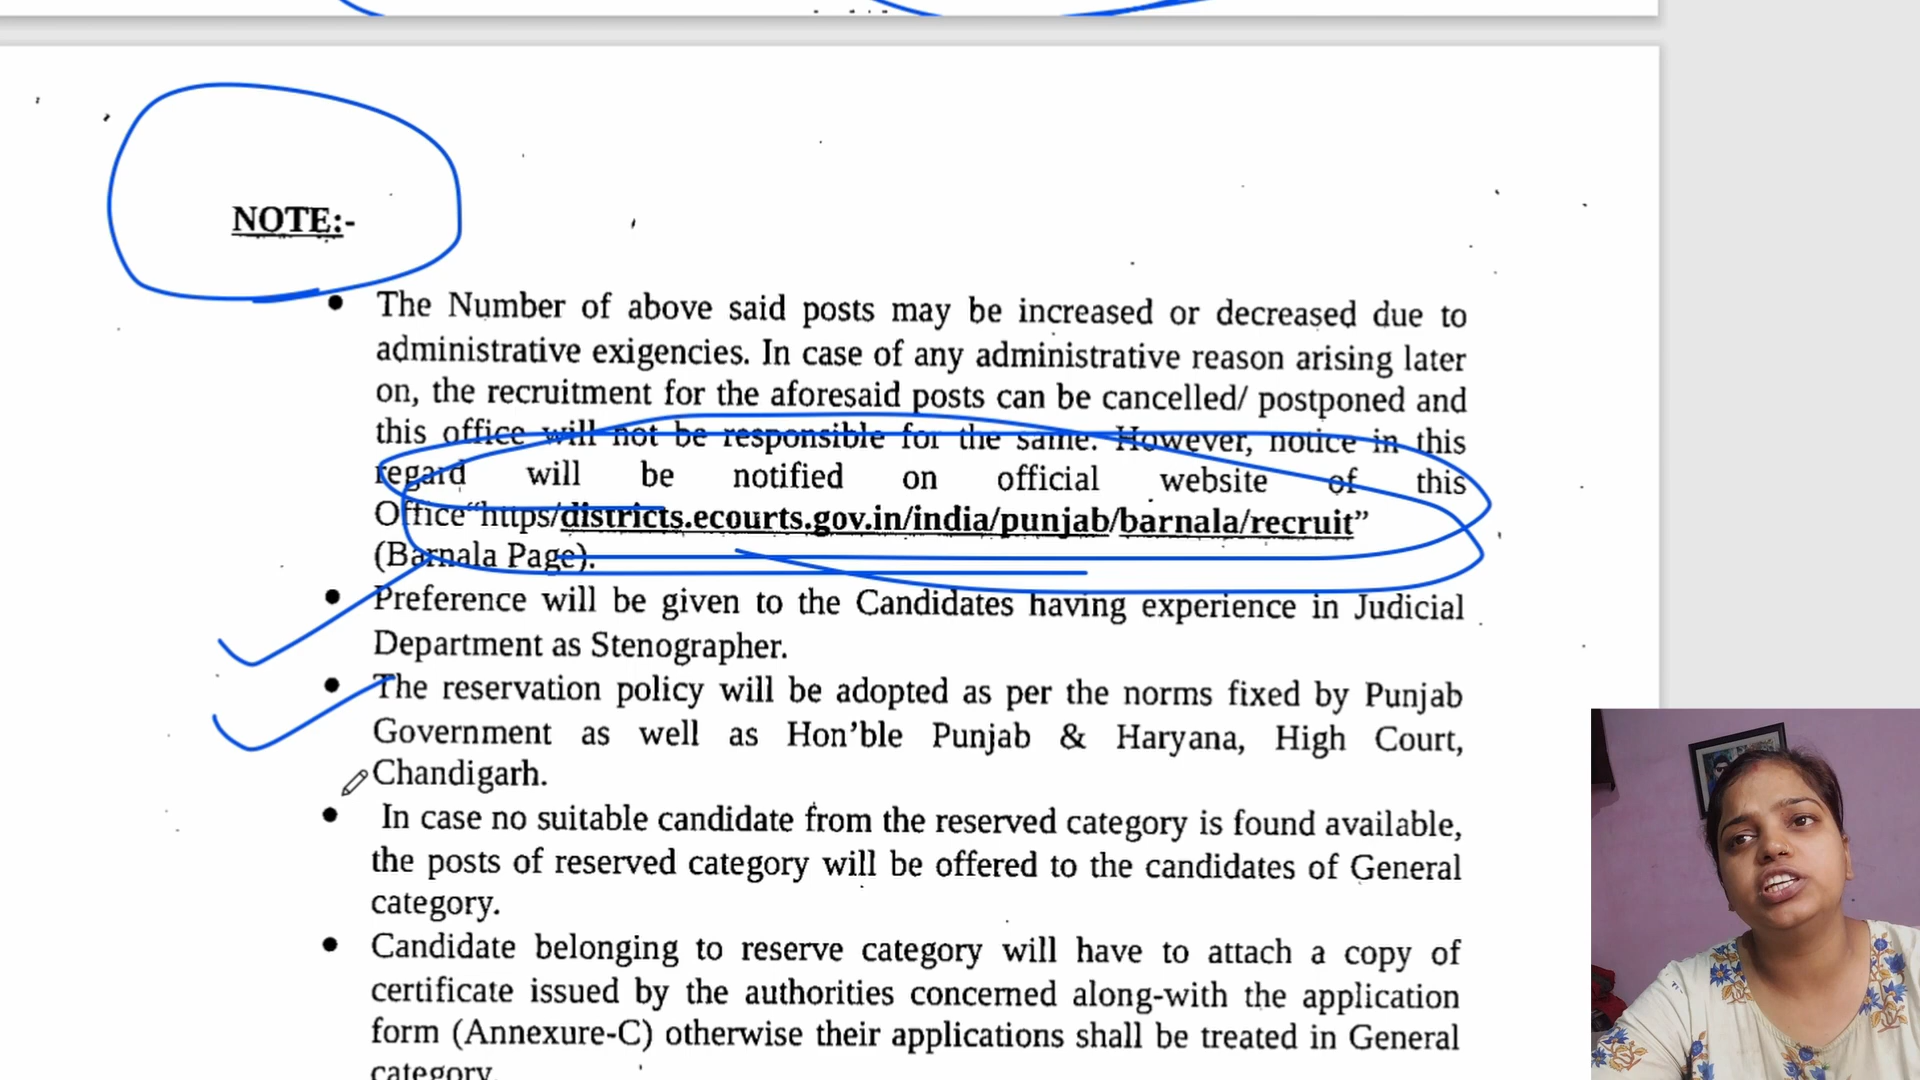 NOTE:-
The Number of above said posts may be increased or decreased due to
administrative exigencies. In case of any administrative reason arising later
on, the recruitment for the aforesaid posts can be cancelled/ postponed and
this office will not be responsible for the same. However, notice in this
regard will be notified on official website of this
Office“https/districts.ecourts.gov.in/india/punjab/barnala/recruit”
(Barnala Page).
Preference will be given to the Candidates having experience in Judicial
Department as Stenographer.
The reservation policy will be adopted as per the norms fixed by Punjab
Government as well as Hon’ble Punjab & Haryana, High Court,
Chandigarh.
In case no suitable candidate from the reserved category is found available,
the posts of reserved category will be offered to the candidates of General
category.
Candidate belonging to reserve category will have to attach a copy of
certificate issued by the authorities concerned along-with the application
form (Annexure-C) otherwise their applications shall be treated in General
category.